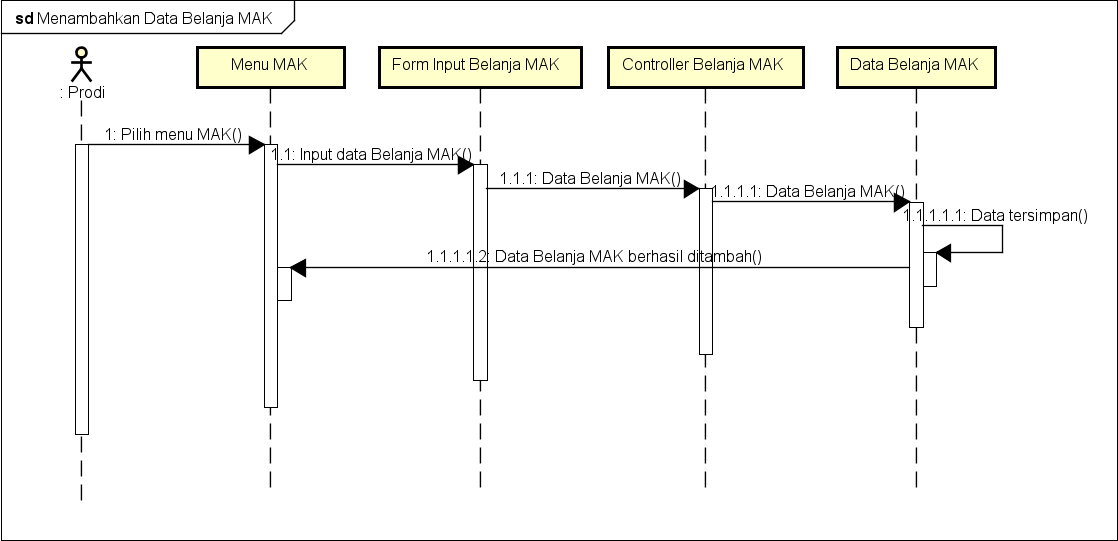 sd Menambahkan Data Belanja MAK
: Prodi
Menu MAK
Form Input Belanja MAK
Controller Belanja MAK
Data Belanja MAK
1: Pilih menu MAK()
1.1: Input data Belanja MAK()
1.1.1: Data Belanja MAK()
1.1.1.1: Data Belanja MAK()
1.1.1.1.1: Data tersimpan()
1.1.1.1.2: Data Belanja MAK berhasil ditambah()